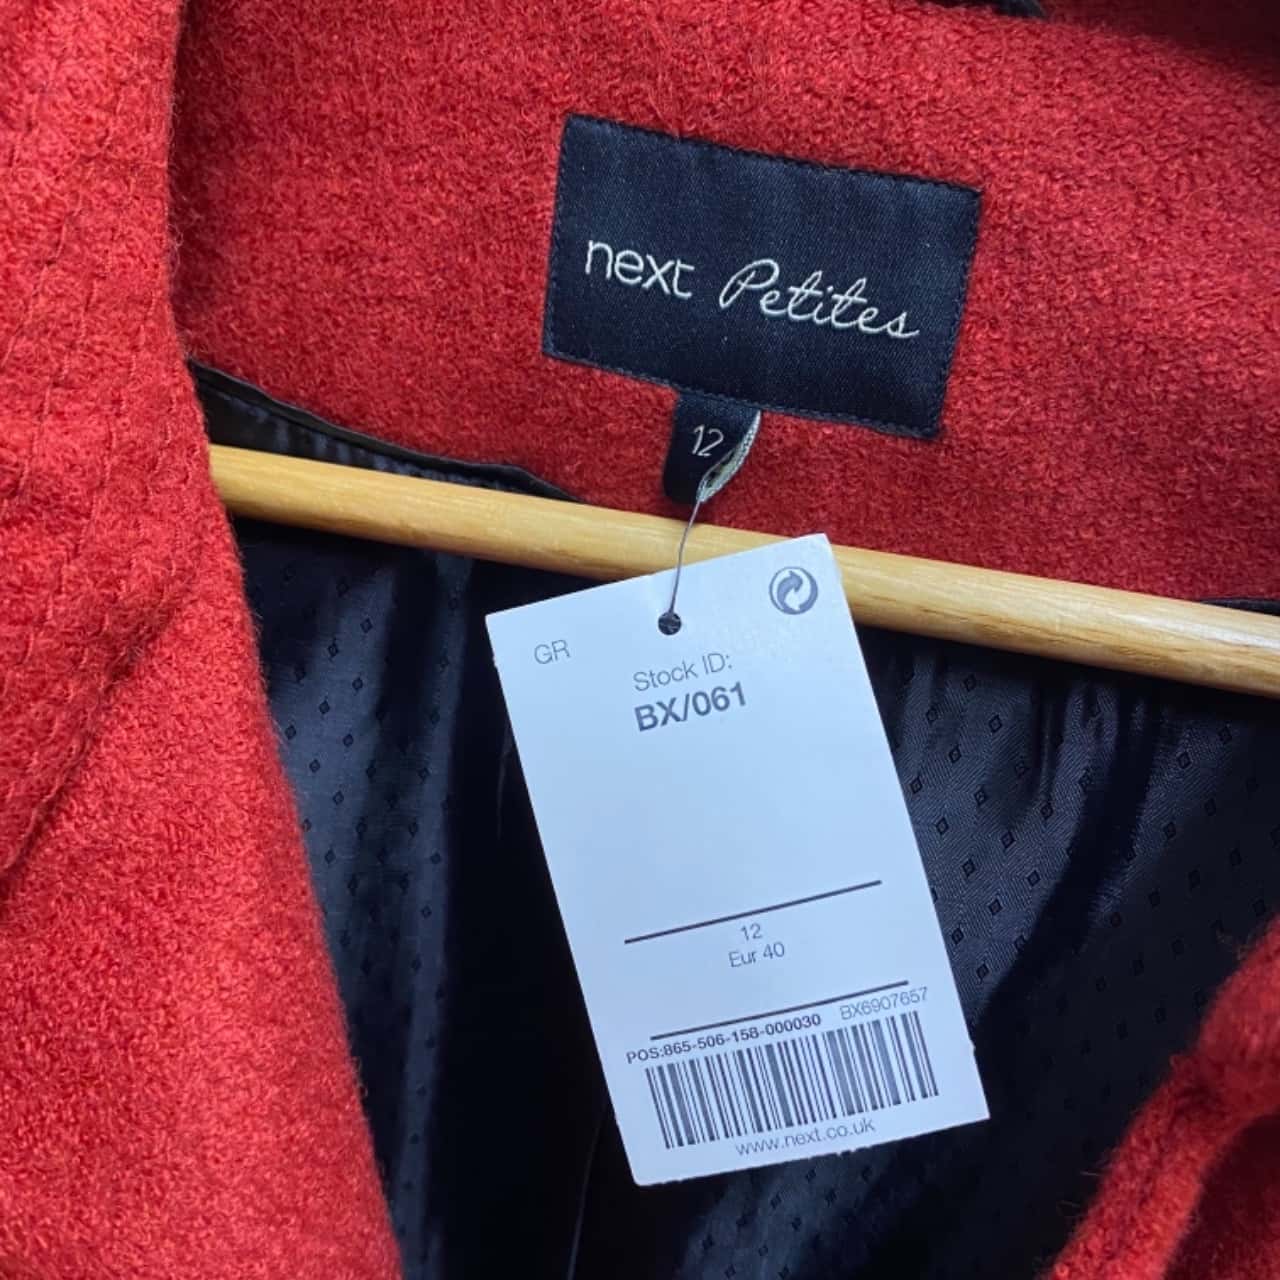 next Petites
12
GR
Stock ID:
BX/061
12
Eur 40
POS:865-506-158-000030 BX6907657
www.next.co.uk